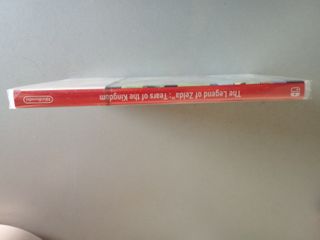 The Legend of Zelda™: Tears of the Kingdom
Nintendo